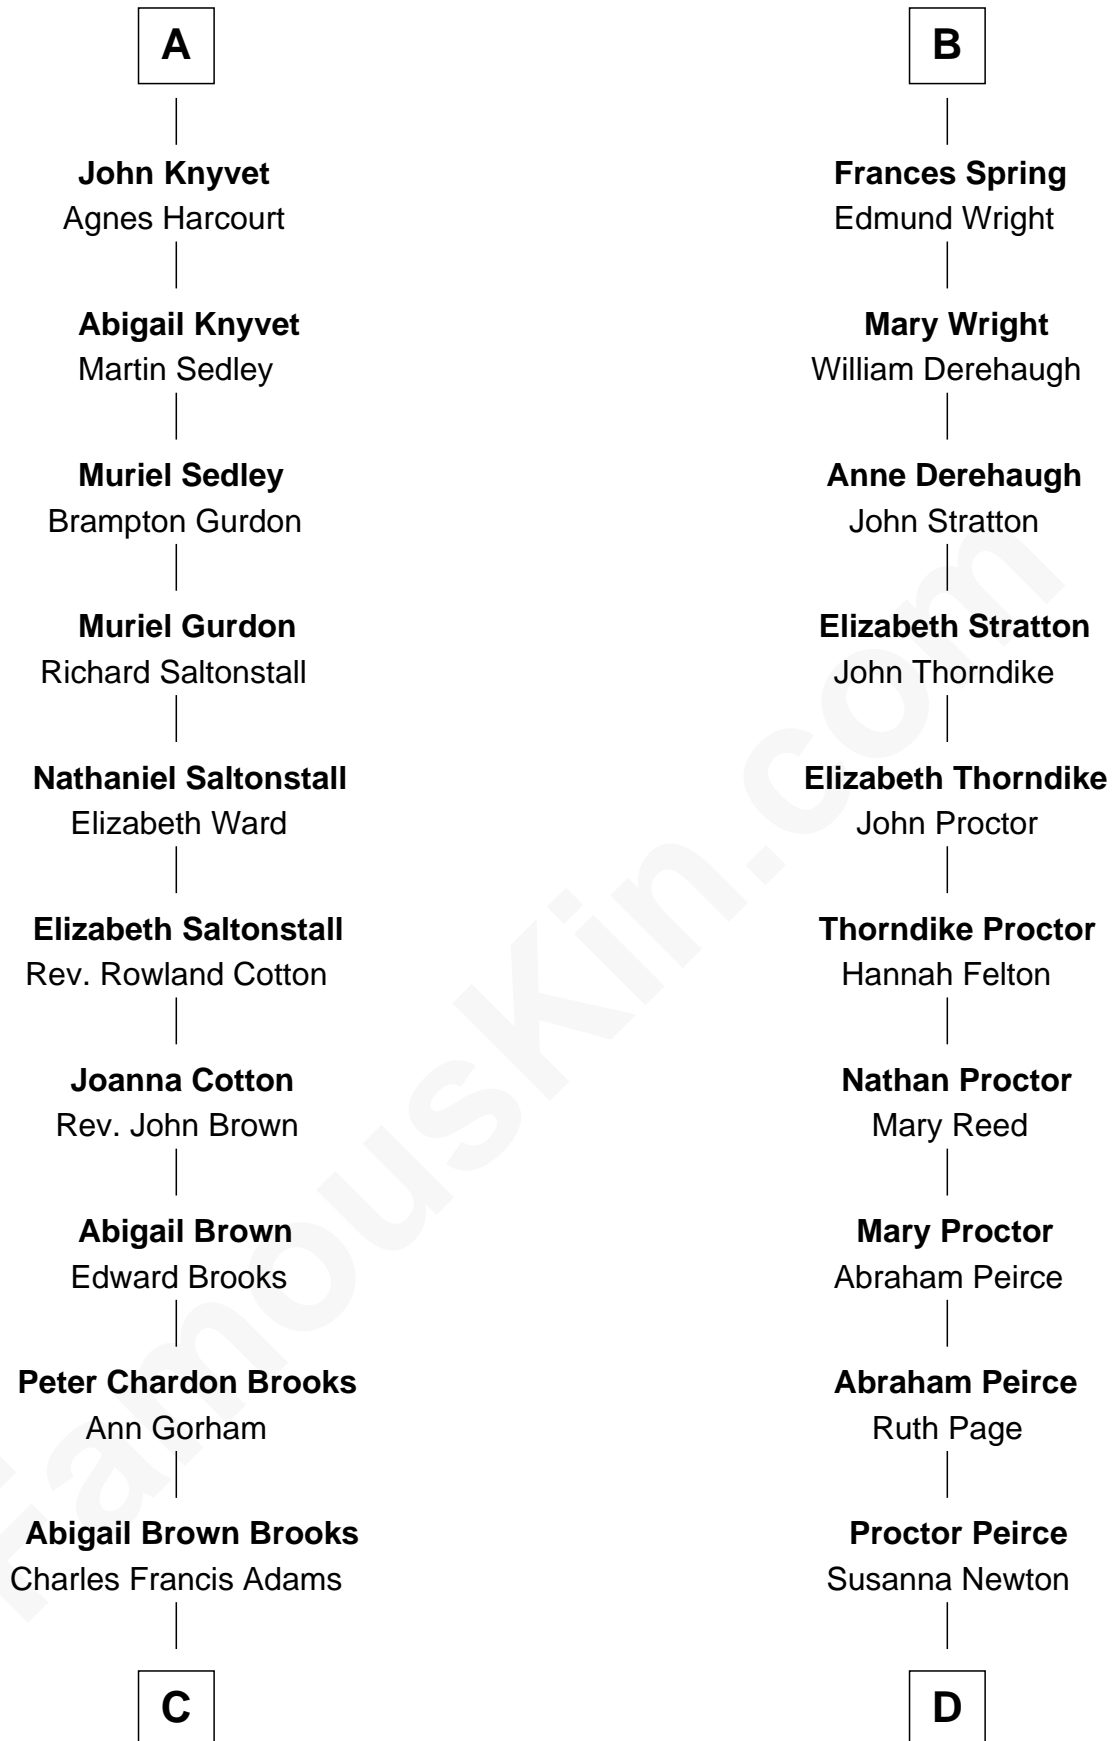 A
John Knyvet
Agnes Harcourt
Abigail Knyvet
Martin Sedley
Muriel Sedley
Brampton Gurdon
Muriel Gurdon
Richard Saltonstall
Nathaniel Saltonstall
Elizabeth Ward
Elizabeth Saltonstall
Rev. Rowland Cotton
Joanna Cotton
Rev. John Brown
Abigail Brown
Edward Brooks
Peter Chardon Brooks
Ann Gorham
Abigail Brown Brooks
Charles Francis Adams
C
B
Frances Spring
Edmund Wright
Mary Wright
William Derehaugh
Anne Derehaugh
John Stratton
Elizabeth Stratton
John Thorndike
Elizabeth Thorndike
John Proctor
Thorndike Proctor
Hannah Felton
Nathan Proctor
Mary Reed
Mary Proctor
Abraham Peirce
Abraham Peirce
Ruth Page
Proctor Peirce
Susanna Newton
D
FamousKin.com